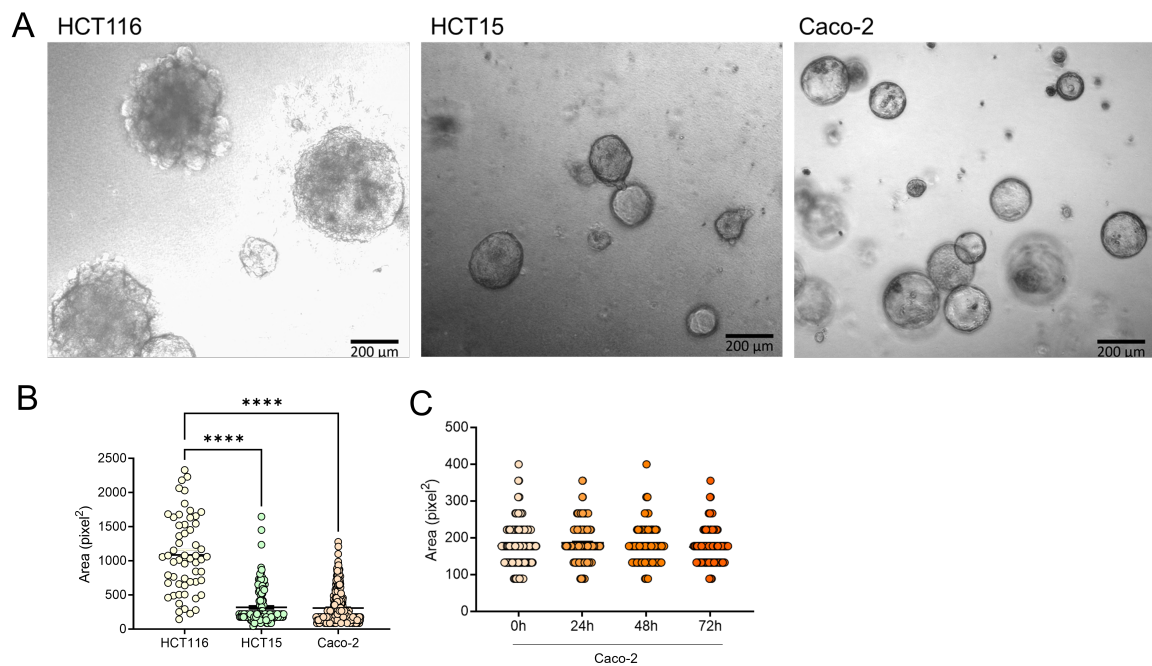 A
HCT116
HCT15
Caco-2
200 µm
200 µm
200 µm
B
****
****
2500
2000
1500
1000
500
0
Area (pixel²)
HCT116
HCT15
Caco-2
C
500
400
300
200
100
0
Area (pixel²)
0h
24h
48h
72h
Caco-2